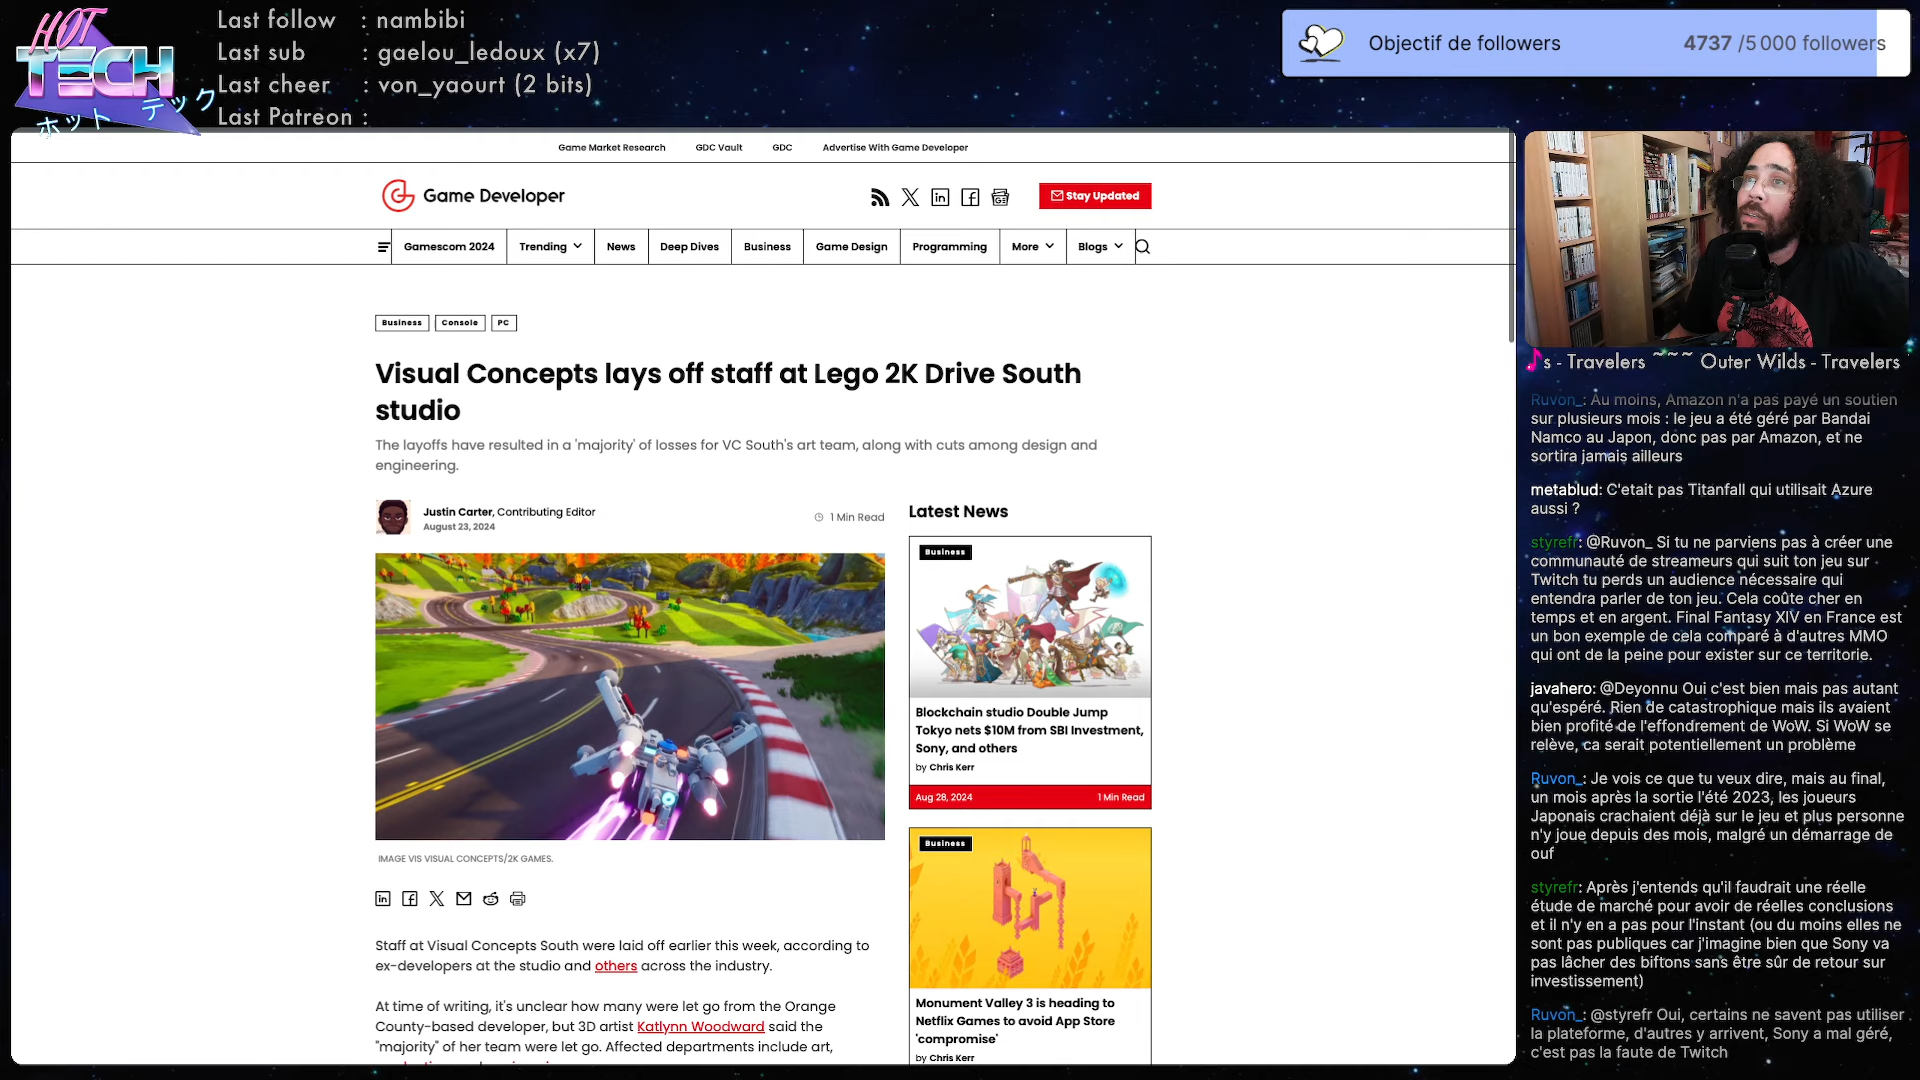 HOT
TECH
ホット テック
Last follow : nambibi
Last sub : gaelou_ledoux (x7)
Last cheer : von_yaourt (2 bits)
Last Patreon :
Objectif de followers
4737 /5 000 followers
Game Market Research
GDC Vault
GDC
Advertise With Game Developer
Game Developer
Stay Updated
Gamescom 2024
Trending
News
Deep Dives
Business
Game Design
Programming
More
Blogs
Business
Console
PC
Visual Concepts lays off staff at Lego 2K Drive South
studio
The layoffs have resulted in a 'majority' of losses for VC South's art team, along with cuts among design and
engineering.
Justin Carter, Contributing Editor
August 23, 2024
1 Min Read
IMAGE VIS VISUAL CONCEPTS/2K GAMES.
Staff at Visual Concepts South were laid off earlier this week, according to
ex-developers at the studio and others across the industry.
At time of writing, it's unclear how many were let go from the Orange
County-based developer, but 3D artist Katlynn Woodward said the
"majority" of her team were let go. Affected departments include art,
Latest News
Business
Blockchain studio Double Jump
Tokyo nets $10M from SBI Investment,
Sony, and others
by Chris Kerr
Aug 28, 2024
1 Min Read
Business
Monument Valley 3 is heading to
Netflix Games to avoid App Store
'compromise'
by Chris Kerr
s - Travelers ~~~ Outer Wilds - Travelers
Ruvon_: Au moins, Amazon n'a pas payé un soutien
sur plusieurs mois : le jeu a été géré par Bandai
Namco au Japon, donc pas par Amazon, et ne
sortira jamais ailleurs
metablud: C'etait pas Titanfall qui utilisait Azure
aussi ?
styrefr: @Ruvon_ Si tu ne parviens pas à créer une
communauté de streameurs qui suit ton jeu sur
Twitch tu perds un audience nécessaire qui
entendra parler de ton jeu. Cela coûte cher en
temps et en argent. Final Fantasy XIV en France est
un bon exemple de cela comparé à d'autres MMO
qui ont de la peine pour exister sur ce territorie.
javahero: @Deyonnu Oui c'est bien mais pas autant
qu'espéré. Rien de catastrophique mais ils avaient
bien profité de l'effondrement de WoW. Si WoW se
relève, ca serait potentiellement un problème
Ruvon_: Je vois ce que tu veux dire, mais au final,
un mois après la sortie l'été 2023, les joueurs
Japonais crachaient déjà sur le jeu et plus personne
n'y joue depuis des mois, malgré un démarrage de
ouf
styrefr: Après j'entends qu'il faudrait une réelle
étude de marché pour avoir de réelles conclusions
et il n'y en a pas pour l'instant (ou du moins elles ne
sont pas publiques car j'imagine bien que Sony va
pas lâcher des biftons sans être sûr de retour sur
investissement)
Ruvon_: @styrefr Oui, certains ne savent pas utiliser
la plateforme, d'autres y arrivent, Sony a mal géré,
c'est pas la faute de Twitch